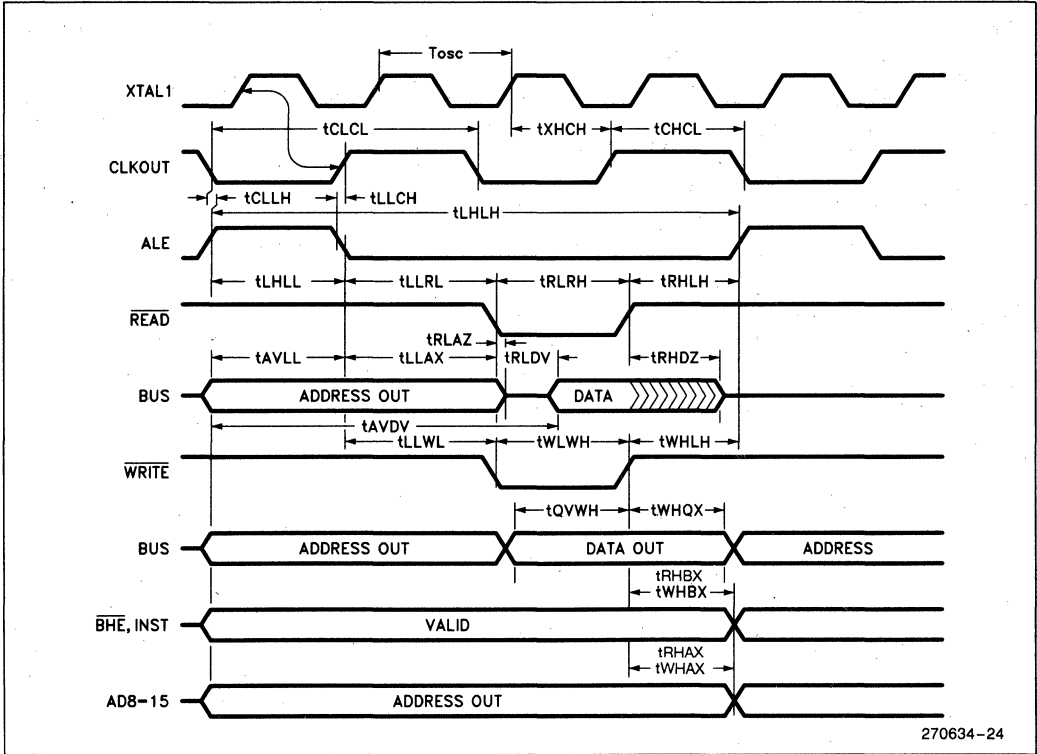 Tosc
XTAL1
tCLCL
tXHCH
tCHCL
CLKOUT
tCLLH
tLLCH
tLHLH
ALE
tLHLL
tLLRL
tRLRH
tRHLH
READ
tRLAZ
tRLDV
tRHDZ
tAVLL
tLLAX
BUS
ADDRESS OUT
DATA
tAVDV
tLLWL
tWLWH
tWHLH
WRITE
tQVWH
tWHQX
BUS
ADDRESS OUT
DATA OUT
ADDRESS
tRHBX
tWHBX
BHE, INST
VALID
tRHAX
tWHAX
AD8-15
ADDRESS OUT
270634-24